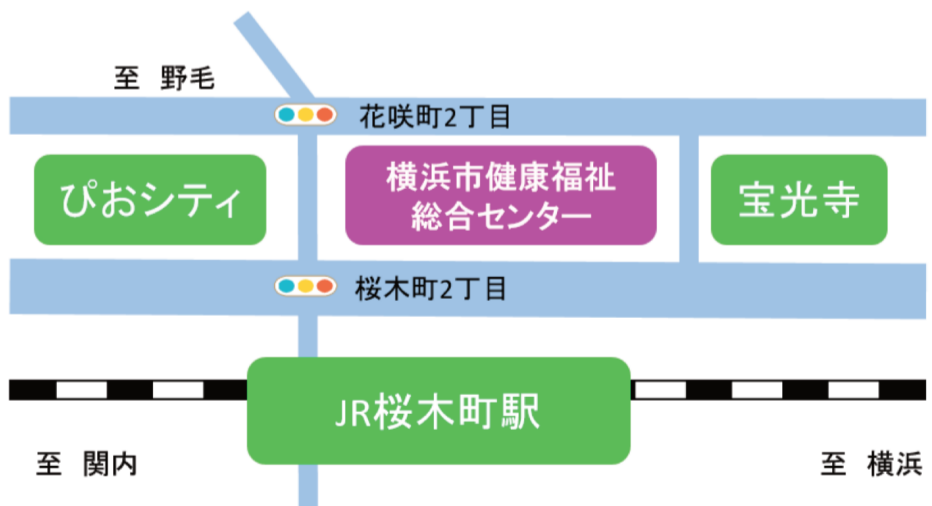 至 野毛
花咲町2丁目
ぴおシティ
横浜市健康福祉
総合センター
宝光寺
桜木町2丁目
JR桜木町駅
至 関内
至 横浜